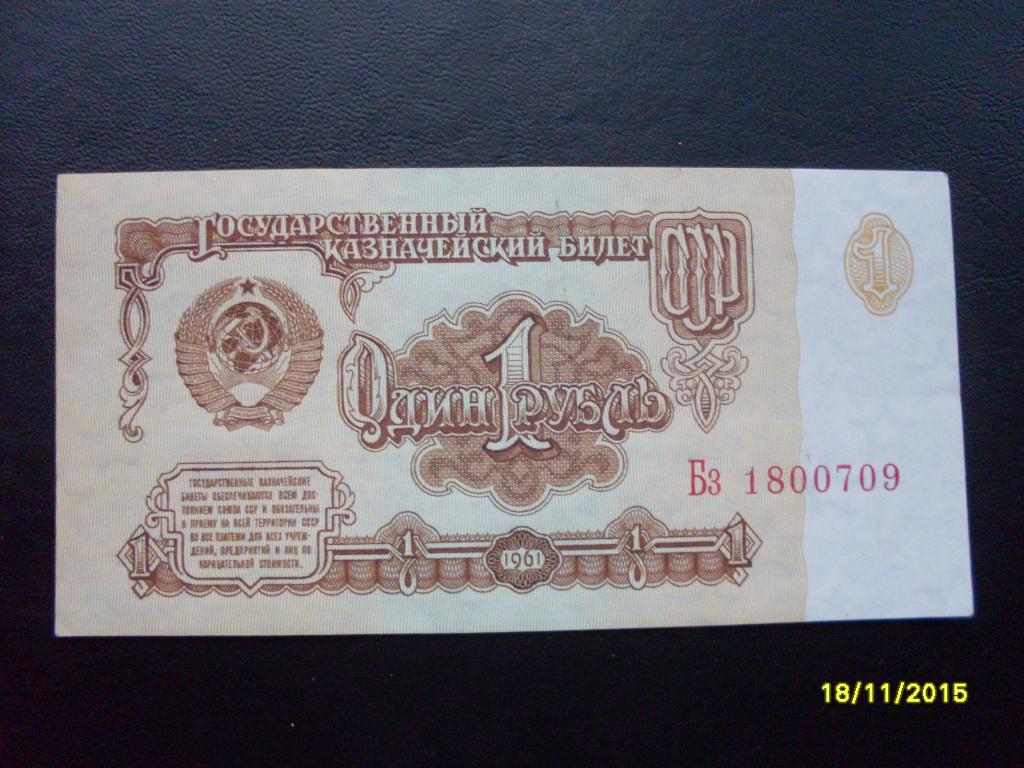 ГОСУДАРСТВЕННЫЙ
КАЗНАЧЕЙСКИЙ БИЛЕТ
СССР
1
1
ОДИН РУБЛЬ
Бз 1800709
ГОСУДАРСТВЕННЫЕ КАЗНАЧЕЙСКИЕ
БИЛЕТЫ ОБЕСПЕЧИВАЮТСЯ ВСЕМ ДОС-
ТОЯНИЕМ СОЮЗА ССР И ОБЯЗАТЕЛЬНЫ
К ПРИЕМУ НА ВСЕЙ ТЕРРИТОРИИ СССР
ВО ВСЕ ПЛАТЕЖИ ДЛЯ ВСЕХ УЧРЕЖ-
ДЕНИЙ, ПРЕДПРИЯТИЙ И ЛИЦ ПО
НАРИЦАТЕЛЬНОЙ СТОИМОСТИ.
1 1 1961 1 1
18/11/2015